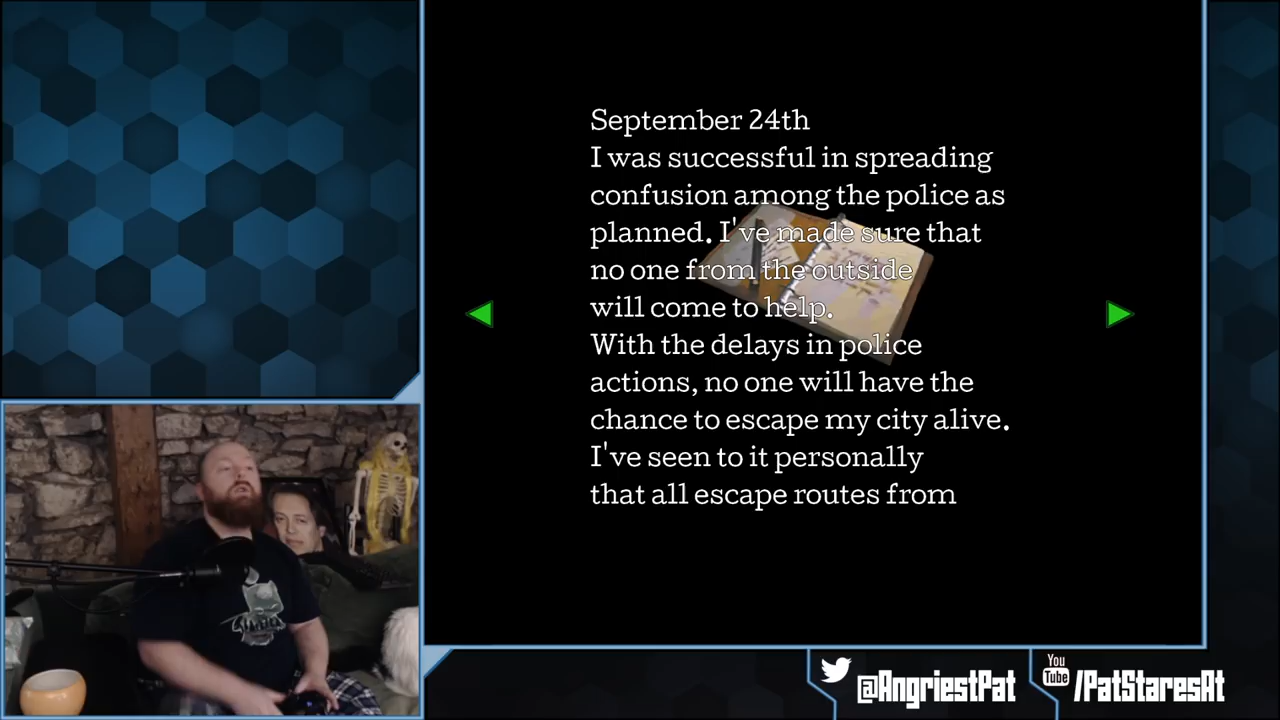 September 24th
I was successful in spreading
confusion among the police as
planned. I've made sure that
no one from the outside
will come to help.
With the delays in police
actions, no one will have the
chance to escape my city alive.
I've seen to it personally
that all escape routes from
@AngriestPat
You
Tube
/PatStaresAt